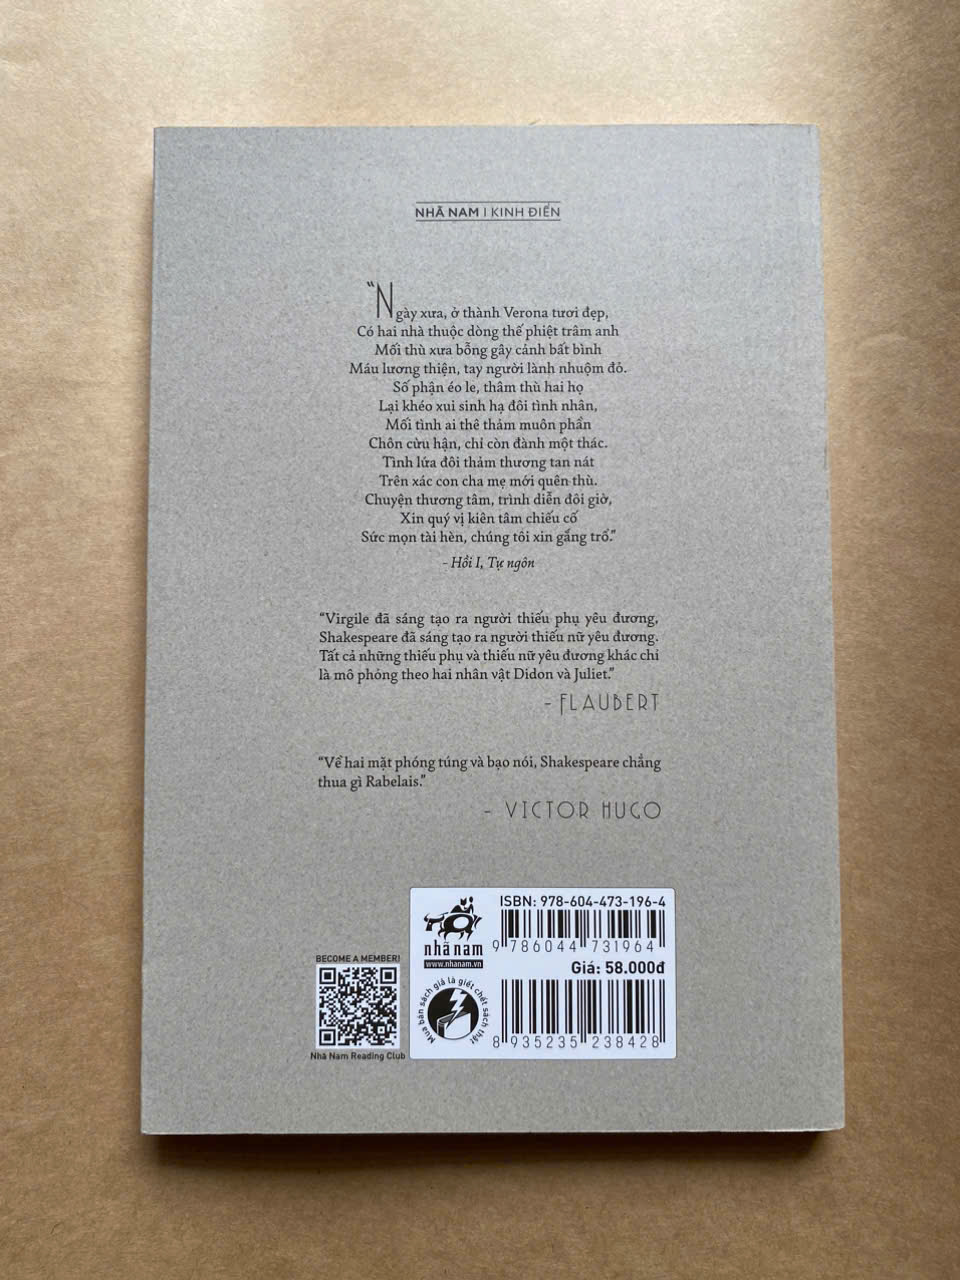 NHÃ NAM | KINH ĐIỂN
“Ngày xưa, ở thành Verona tươi đẹp,
Có hai nhà thuộc dòng thế phiệt trâm anh
Mối thù xưa bỗng gây cảnh bất bình
Máu lương thiện, tay người lành nhuộm đỏ.
Số phận éo le, thâm thù hai họ
Lại khéo xui sinh hạ đôi tình nhân,
Mối tình ai thê thảm muôn phần
Chôn cừu hận, chỉ còn đành một thác.
Tình lứa đôi thảm thương tan nát
Trên xác con cha mẹ mới quên thù.
Chuyện thương tâm, trình diễn đôi giờ,
Xin quý vị kiên tâm chiếu cố
Sức mọn tài hèn, chúng tôi xin gắng trổ.”
- Hồi I, Tự ngôn
“Virgile đã sáng tạo ra người thiếu phụ yêu đương,
Shakespeare đã sáng tạo ra người thiếu nữ yêu đương.
Tất cả những thiếu phụ và thiếu nữ yêu đương khác chỉ
là mô phỏng theo hai nhân vật Didon và Juliet.”
- FLAUBERT
“Về hai mặt phóng túng và bạo nói, Shakespeare chẳng
thua gì Rabelais.”
- VICTOR HUGO
BECOME A MEMBER!
Nhã Nam Reading Club
nhã nam
www.nhanam.vn
Mua bán sách giả là giết chết sách thật
ISBN: 978-604-473-196-4
9 786044 731964
Giá: 58.000đ
8 935235 238428